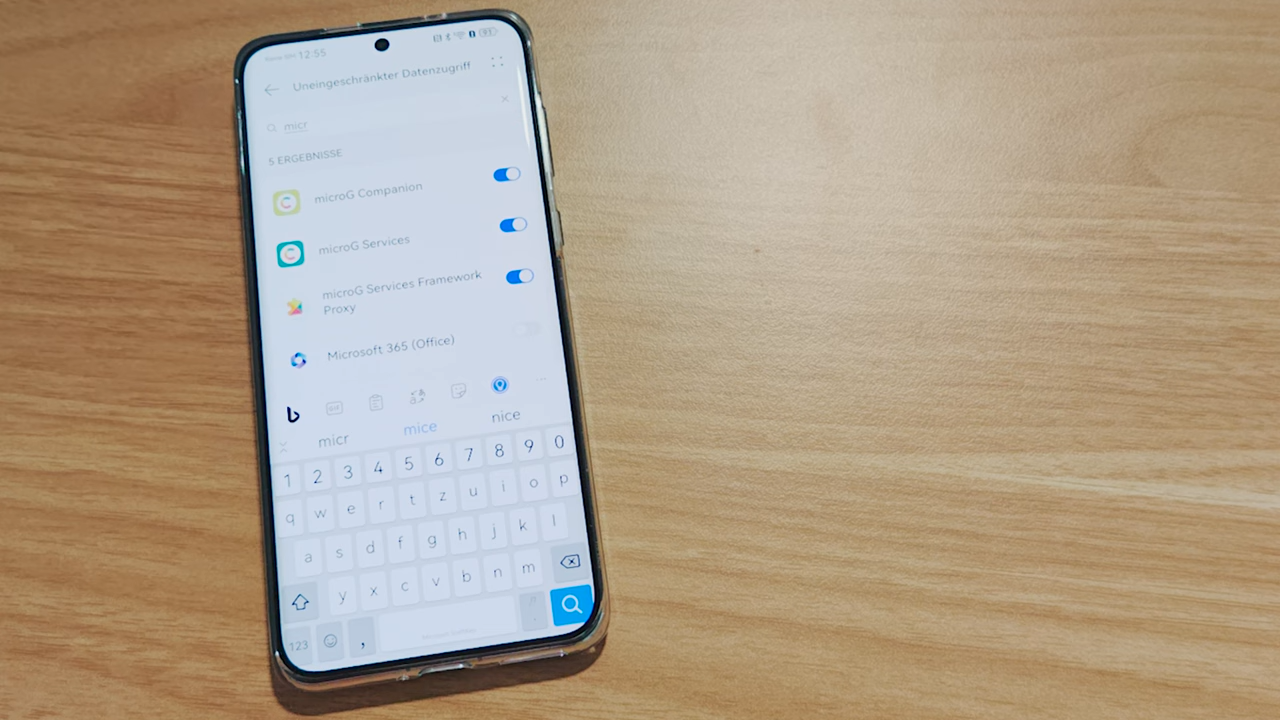 12:55
Uneingeschränkter Datenzugriff
micr
5 ERGEBNISSE
microG Companion
microG Services
microG Services Framework
Proxy
Microsoft 365 (Office)
GIF
micr mice nice
1 2 3 4 5 6 7 8 9 0
q w e r t z u i o p
a s d f g h j k l
y x c v b n m
123 , .